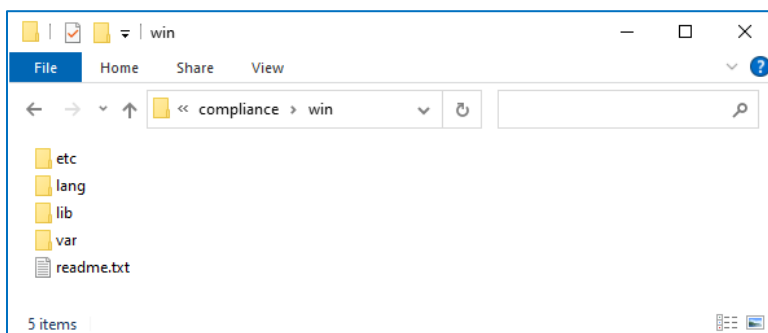 win
File Home Share View
« compliance > win
etc
lang
lib
var
readme.txt
5 items